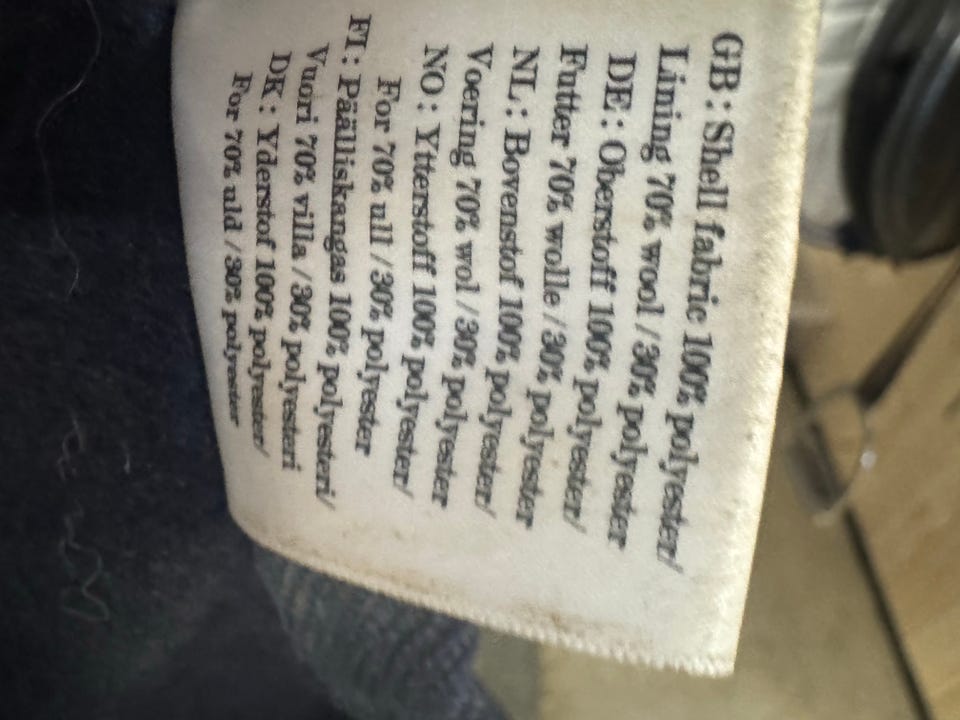 GB: Shell fabric 100% polyester/
Lining 70% wool / 30% polyester
DE: Oberstoff 100% polyester/
Futter 70% wolle / 30% polyester
NL: Bovenstof 100% polyester/
Voering 70% wol / 30% polyester
NO: Ytterstoff 100% polyester/
For 70% ull / 30% polyester
FI: Päälliskangas 100% polyesteri/
Vuori 70% villa / 30% polyesteri
DK: Yderstof 100% polyester/
For 70% uld / 30% polyester